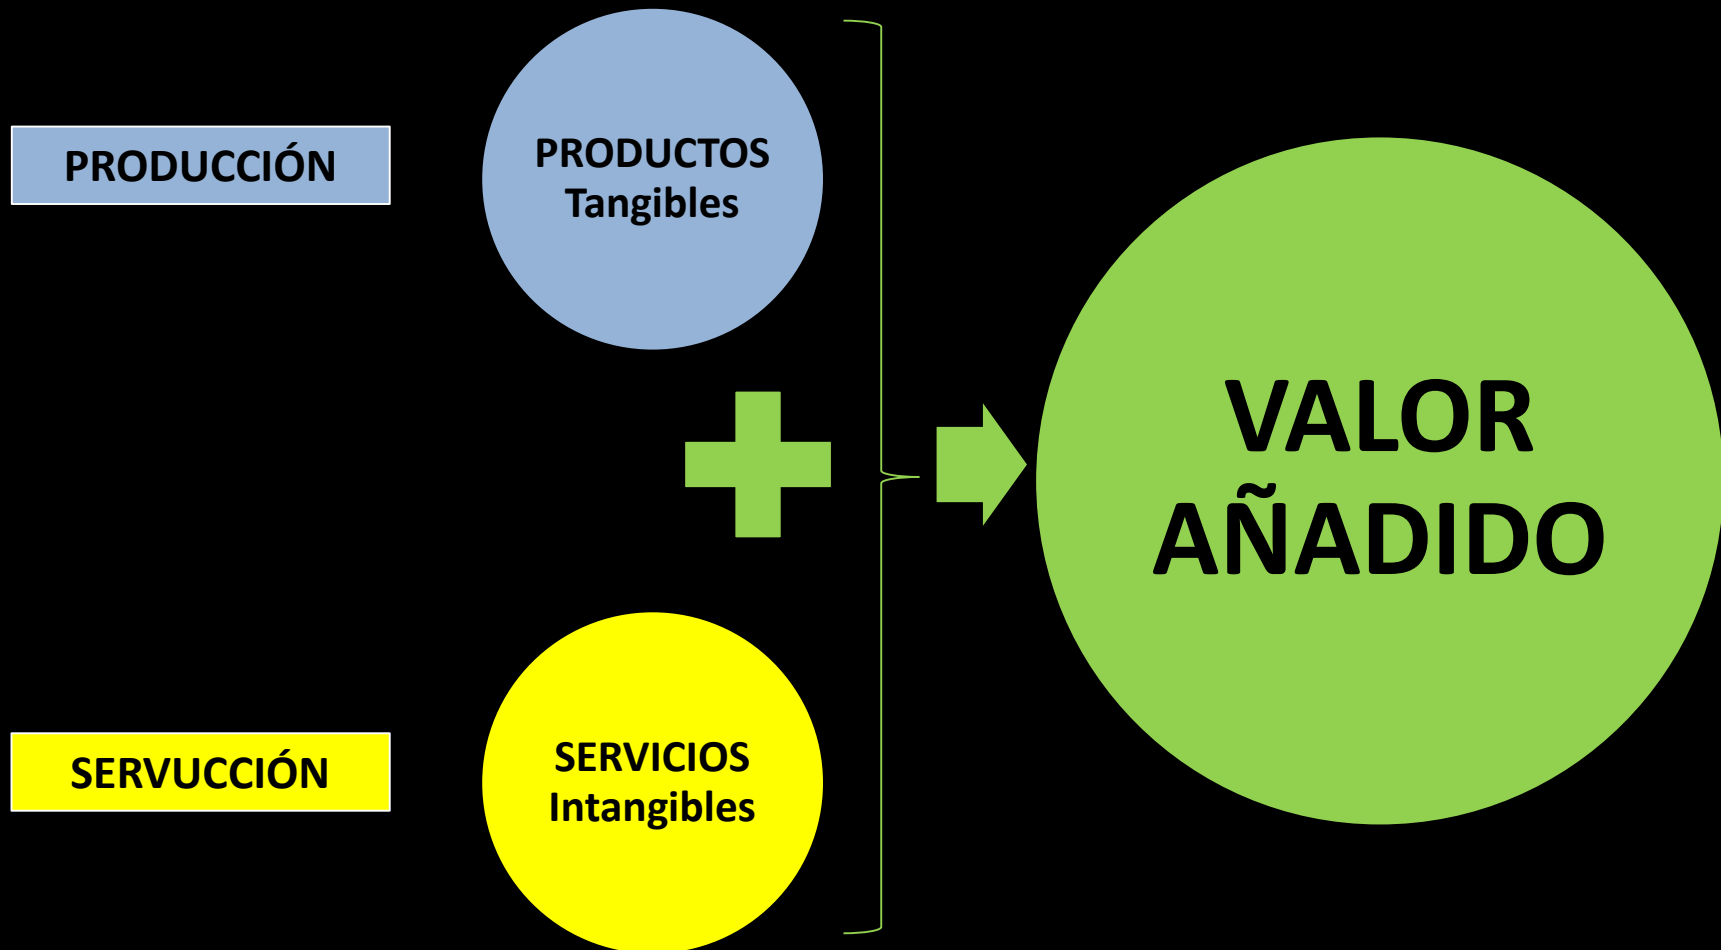 PRODUCCIÓN
PRODUCTOS
Tangibles
VALOR
AÑADIDO
SERVUCCIÓN
SERVICIOS
Intangibles